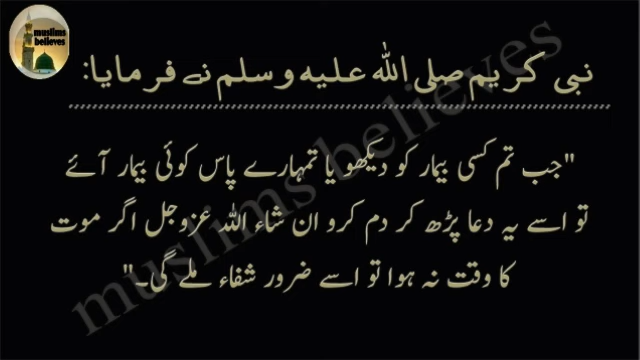 muslims
believes
نبی کریم صلی اللہ علیہ وسلم نے فرمایا:
"جب تم کسی بیمار کو دیکھو یا تمہارے پاس کوئی بیمار آئے
تو اسے یہ دعا پڑھ کر دم کرو ان شاء اللہ عزوجل اگر موت
کا وقت نہ ہوا تو اسے ضرور شفاء ملے گی۔"
muslims believes